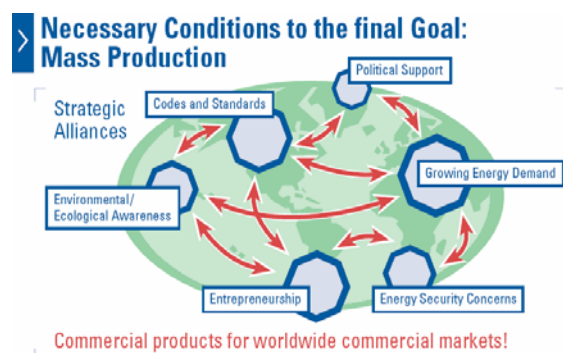 Necessary Conditions to the final Goal:
Mass Production
Political Support
Codes and Standards
Strategic
Alliances
Growing Energy Demand
Environmental/
Ecological Awareness
Entrepreneurship
Energy Security Concerns
Commercial products for worldwide commercial markets!